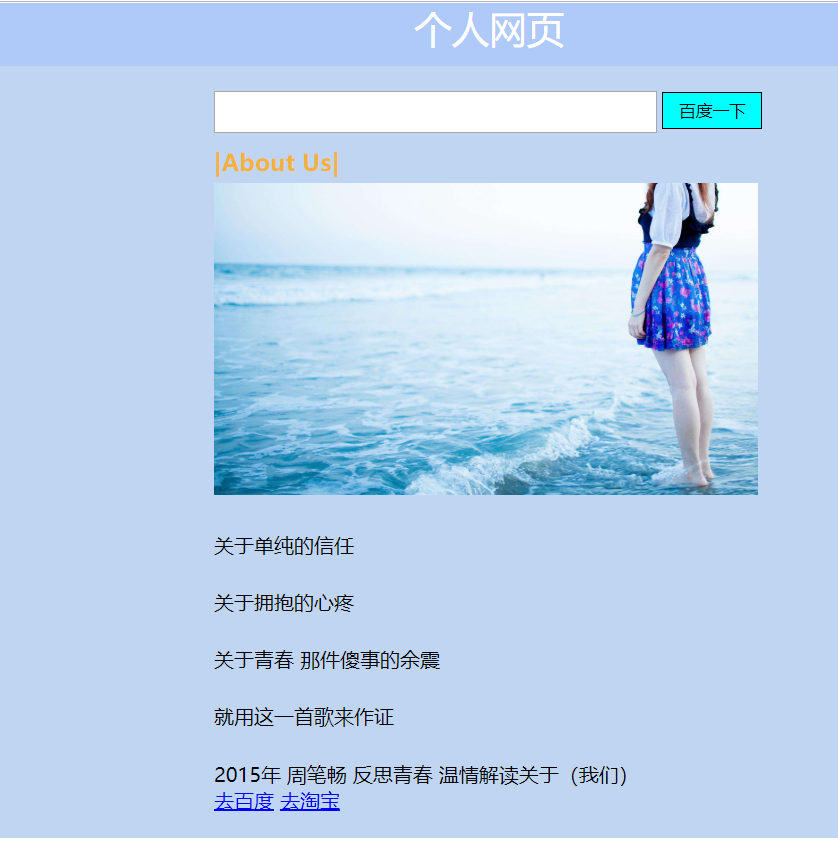 个人网页
百度一下
|About Us|
关于单纯的信任
关于拥抱的心疼
关于青春 那件傻事的余震
就用这一首歌来作证
2015年 周笔畅 反思青春 温情解读关于（我们）
去百度 去淘宝